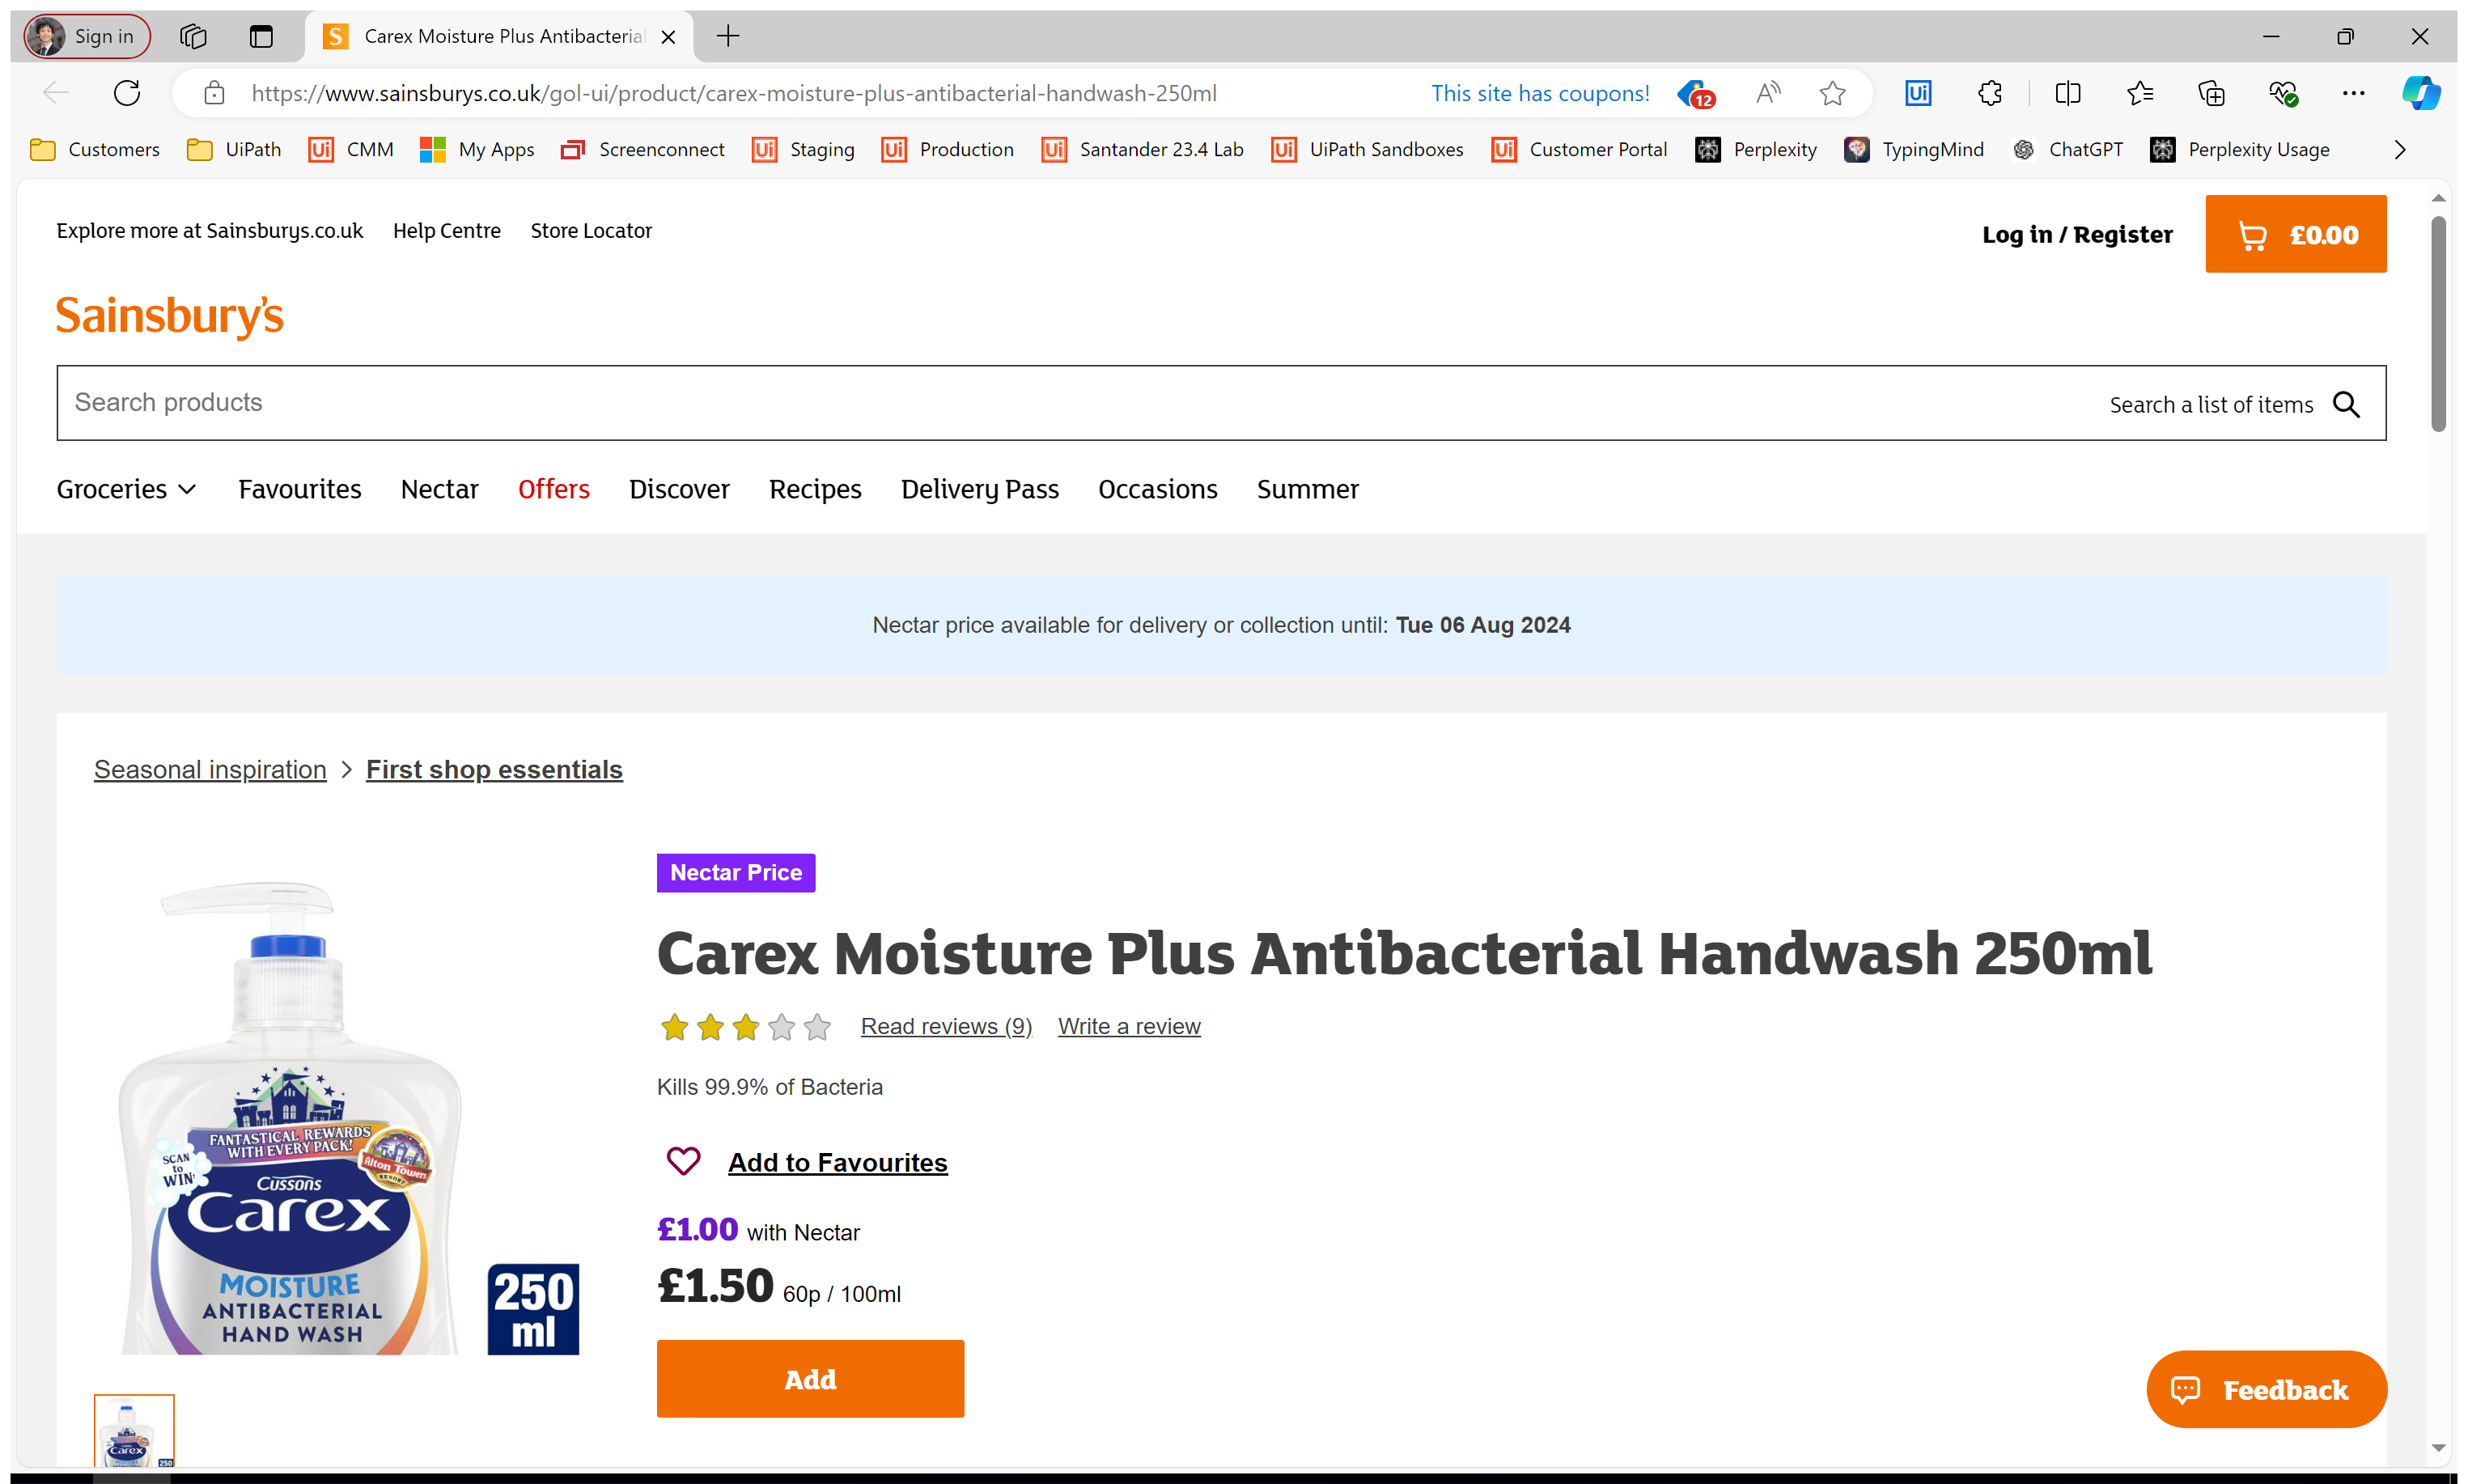 Sign in
Carex Moisture Plus Antibacterial
https://www.sainsburys.co.uk/gol-ui/product/carex-moisture-plus-antibacterial-handwash-250ml
This site has coupons!
12
Customers
UiPath
CMM
My Apps
Screenconnect
Staging
Production
Santander 23.4 Lab
UiPath Sandboxes
Customer Portal
Perplexity
TypingMind
ChatGPT
Perplexity Usage
Explore more at Sainsburys.co.uk
Help Centre
Store Locator
Log in / Register
£0.00
Sainsbury's
Search products
Search a list of items
Groceries
Favourites
Nectar
Offers
Discover
Recipes
Delivery Pass
Occasions
Summer
Nectar price available for delivery or collection until: Tue 06 Aug 2024
Seasonal inspiration > First shop essentials
Nectar Price
Carex Moisture Plus Antibacterial Handwash 250ml
Read reviews (9)
Write a review
Kills 99.9% of Bacteria
Add to Favourites
£1.00 with Nectar
£1.50 60p / 100ml
Add
FANTASTICAL REWARDS
WITH EVERY PACK!
SCAN
to
WIN
Alton Towers
RESORT
Cussons
Carex
MOISTURE
ANTIBACTERIAL
HAND WASH
250
ml
Feedback
Carex
250